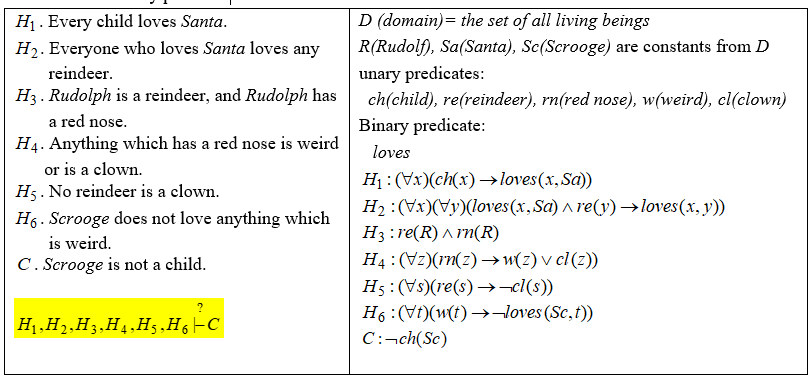 H₁. Every child loves Santa.
H₂. Everyone who loves Santa loves any
reindeer.
H₃. Rudolph is a reindeer, and Rudolph has
a red nose.
H₄. Anything which has a red nose is weird
or is a clown.
H₅. No reindeer is a clown.
H₆. Scrooge does not love anything which
is weird.
C. Scrooge is not a child.
?
H₁,H₂,H₃,H₄,H₅,H₆ ⊢ C
D (domain)= the set of all living beings
R(Rudolf), Sa(Santa), Sc(Scrooge) are constants from D
unary predicates:
ch(child), re(reindeer), rn(red nose), w(weird), cl(clown)
Binary predicate:
loves
H₁:(∀x)(ch(x)→loves(x,Sa))
H₂:(∀x)(∀y)(loves(x,Sa)∧re(y)→loves(x,y))
H₃:re(R)∧rn(R)
H₄:(∀z)(rn(z)→w(z)∨cl(z))
H₅:(∀s)(re(s)→¬cl(s))
H₆:(∀t)(w(t)→¬loves(Sc,t))
C:¬ch(Sc)